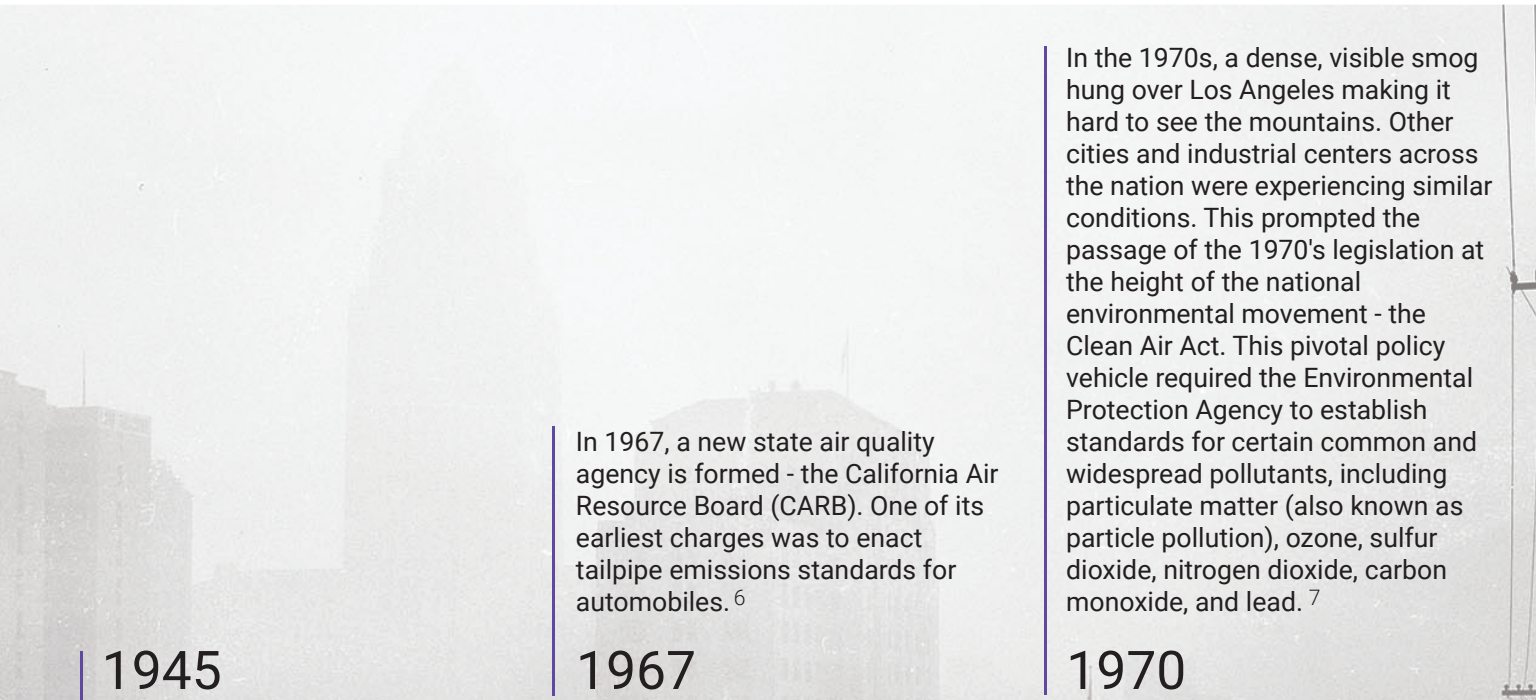 In 1967, a new state air quality
agency is formed - the California Air
Resource Board (CARB). One of its
earliest charges was to enact
tailpipe emissions standards for
automobiles. 6
In the 1970s, a dense, visible smog
hung over Los Angeles making it
hard to see the mountains. Other
cities and industrial centers across
the nation were experiencing similar
conditions. This prompted the
passage of the 1970's legislation at
the height of the national
environmental movement - the
Clean Air Act. This pivotal policy
vehicle required the Environmental
Protection Agency to establish
standards for certain common and
widespread pollutants, including
particulate matter (also known as
particle pollution), ozone, sulfur
dioxide, nitrogen dioxide, carbon
monoxide, and lead. 7
1945
1967
1970